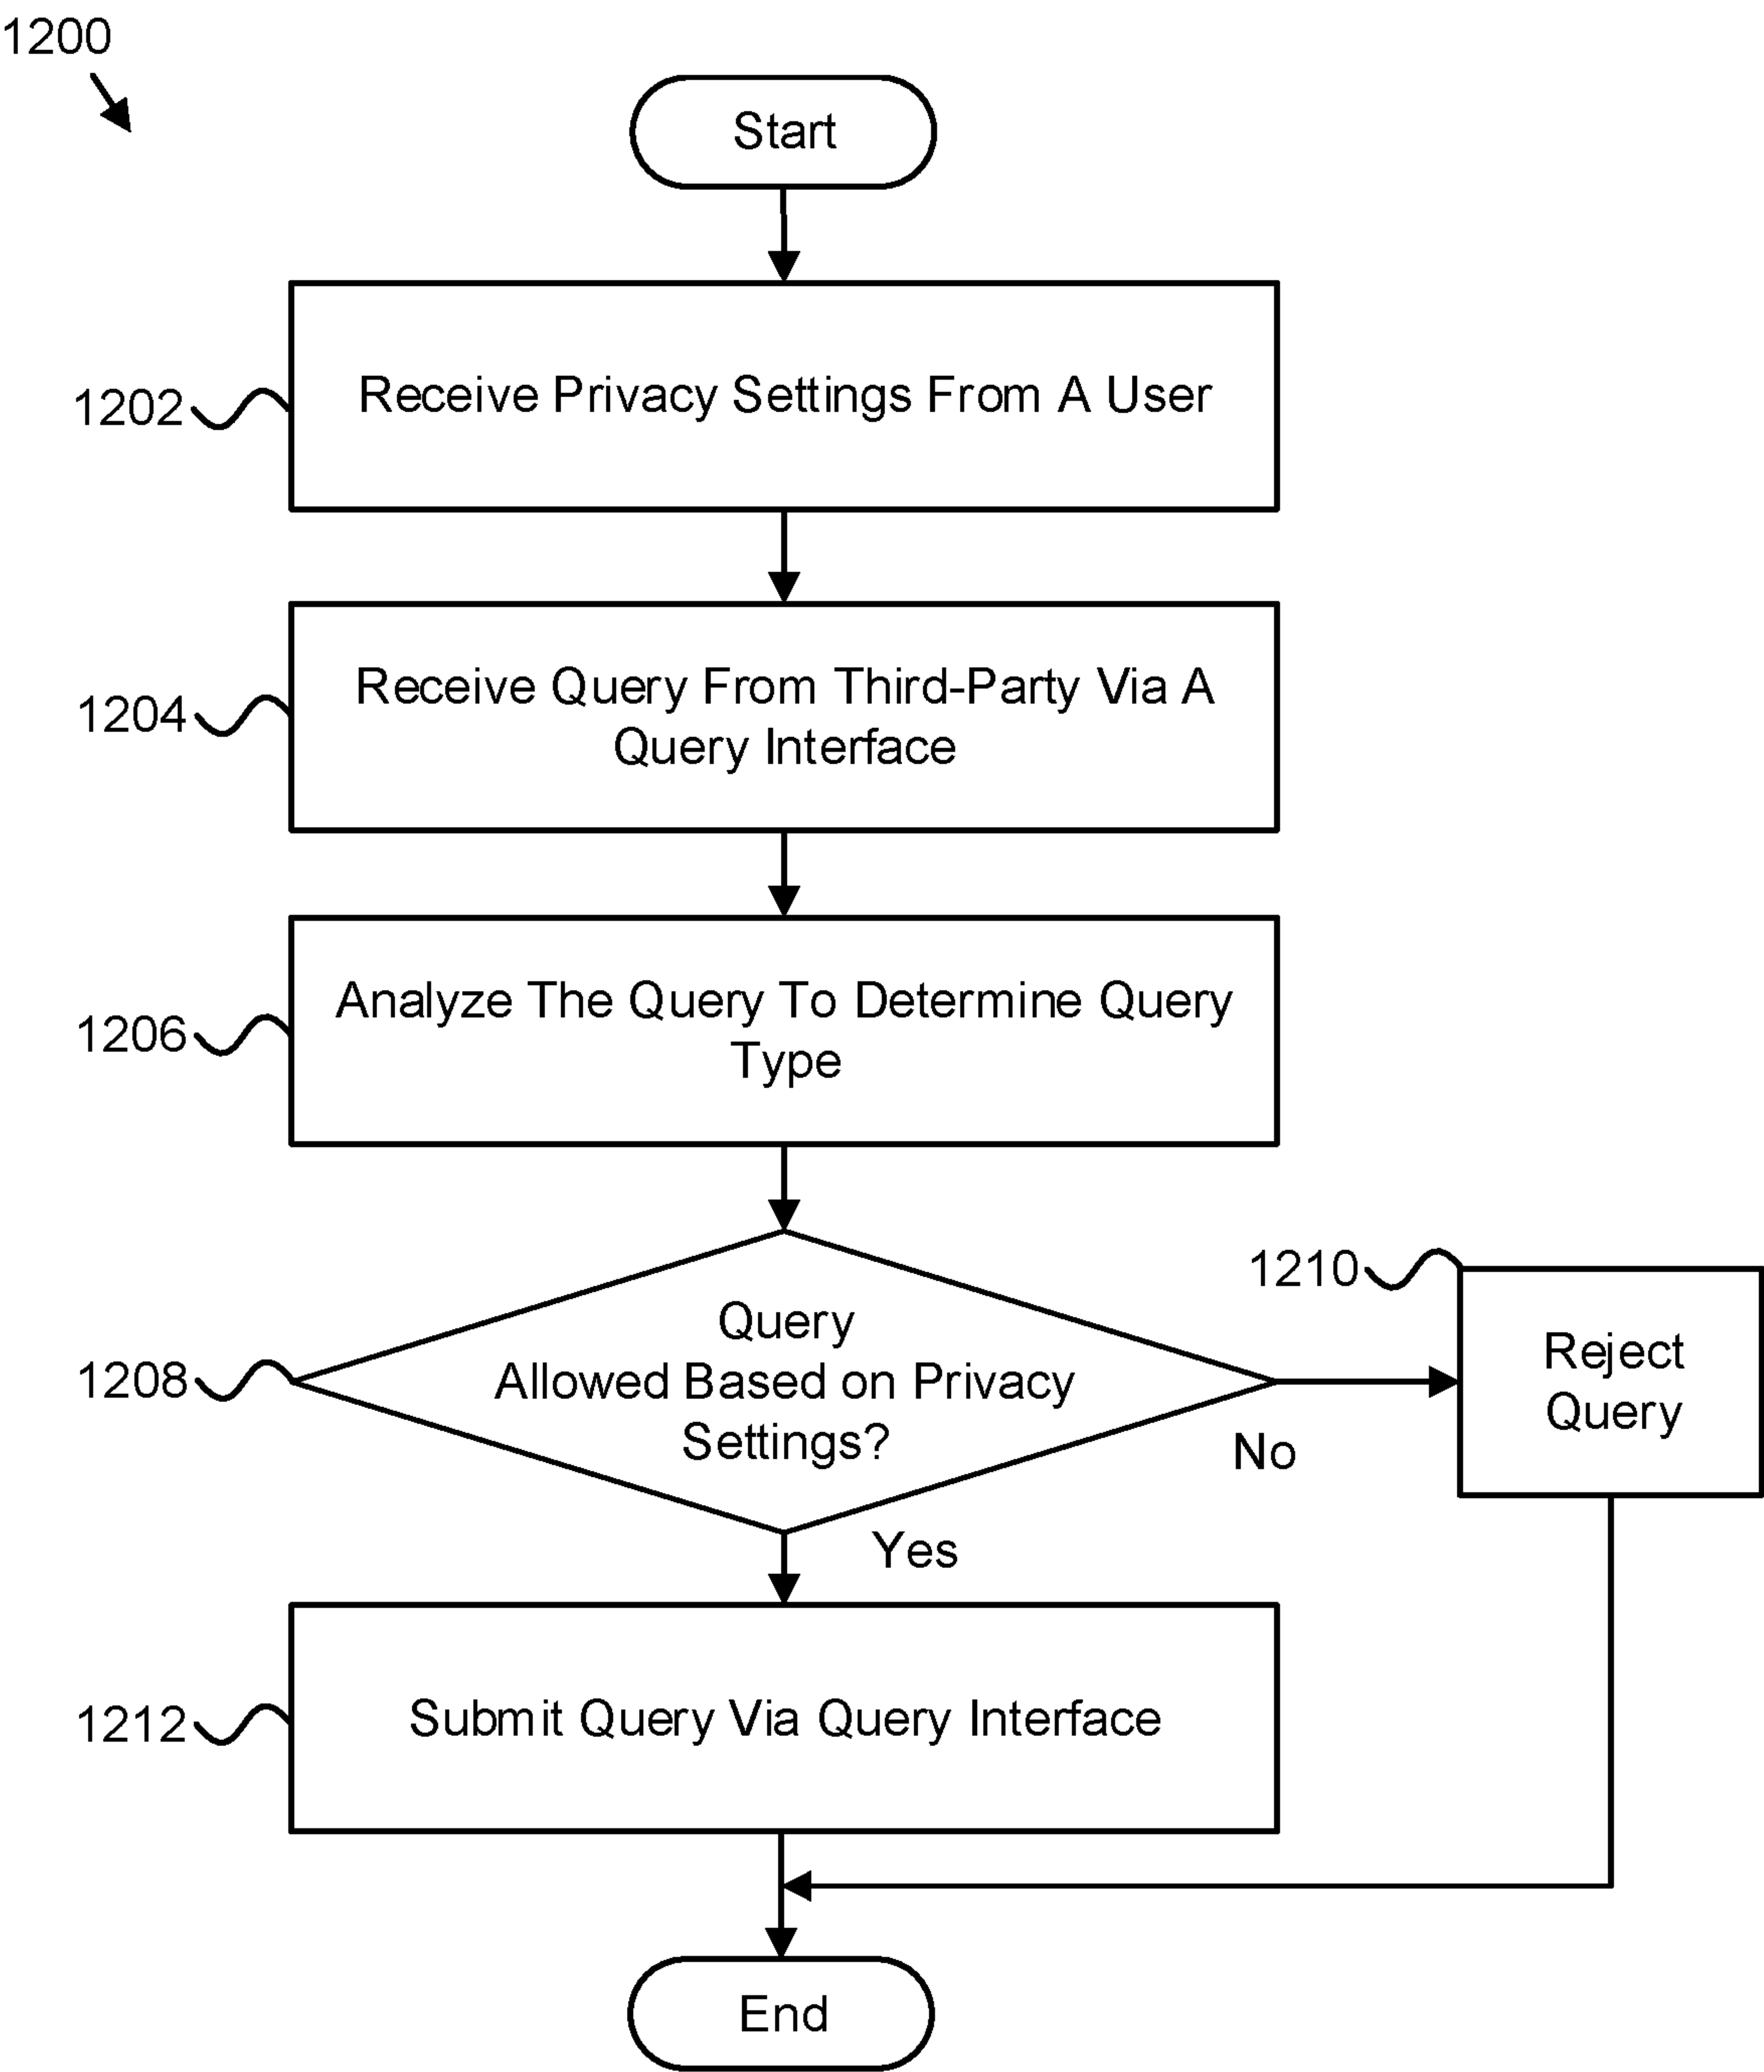 1200
Start
1202
Receive Privacy Settings From A User
1204
Receive Query From Third-Party Via A
Query Interface
1206
Analyze The Query To Determine Query
Type
1208
Query
Allowed Based on Privacy
Settings?
No
Yes
1210
Reject
Query
1212
Submit Query Via Query Interface
End